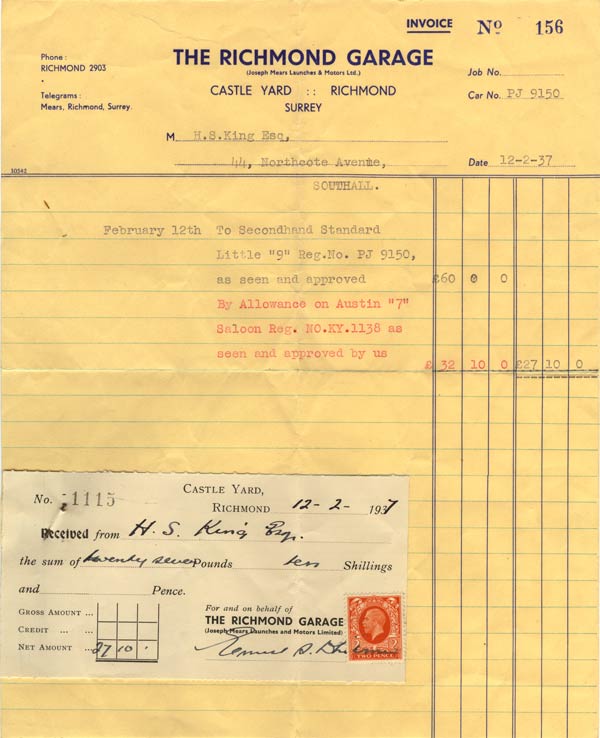 INVOICE Nº 156
Phone :
RICHMOND 2903
THE RICHMOND GARAGE
(Joseph Mears Launches & Motors Ltd.)
Job No.
Telegrams :
Mears, Richmond, Surrey.
CASTLE YARD :: RICHMOND
SURREY
Car No. PJ 9150
M H.S.King Esq,
44, Northcote Avenue,
Date 12-2-37
SOUTHALL.
10542
February 12th To Secondhand Standard
Little "9" Reg.No. PJ 9150,
as seen and approved £60 0 0
By Allowance on Austin "7"
Saloon Reg. NO.KY.1138 as
seen and approved by us
£ 32 10 0 £27 10 0
No. 1115
CASTLE YARD,
RICHMOND 12-2-1937
Received from H. S. King Esq.
the sum of twenty seven Pounds ten Shillings
and Pence.
GROSS AMOUNT ...
CREDIT ... ...
NET AMOUNT ... 27 10 .
For and on behalf of
THE RICHMOND GARAGE
(Joseph Mears Launches and Motors Limited)
TWO PENCE